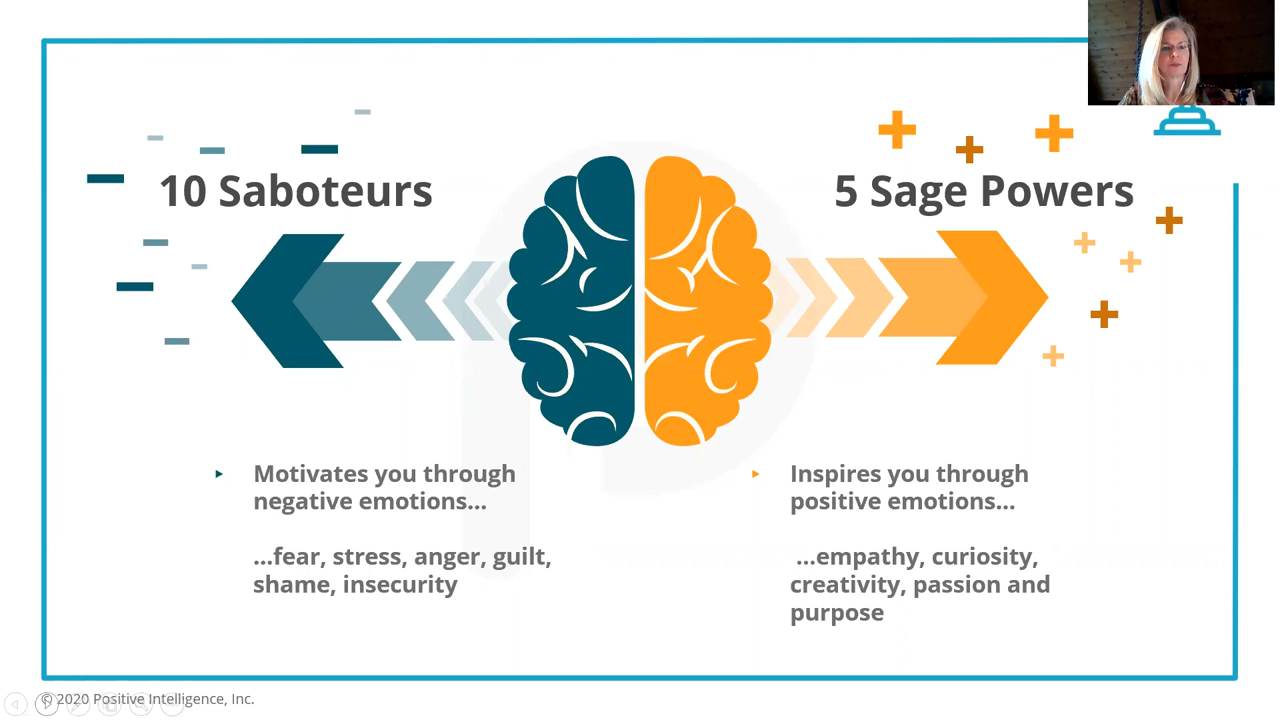 10 Saboteurs
5 Sage Powers
Motivates you through
negative emotions...
...fear, stress, anger, guilt,
shame, insecurity
Inspires you through
positive emotions...
...empathy, curiosity,
creativity, passion and
purpose
© 2020 Positive Intelligence, Inc.